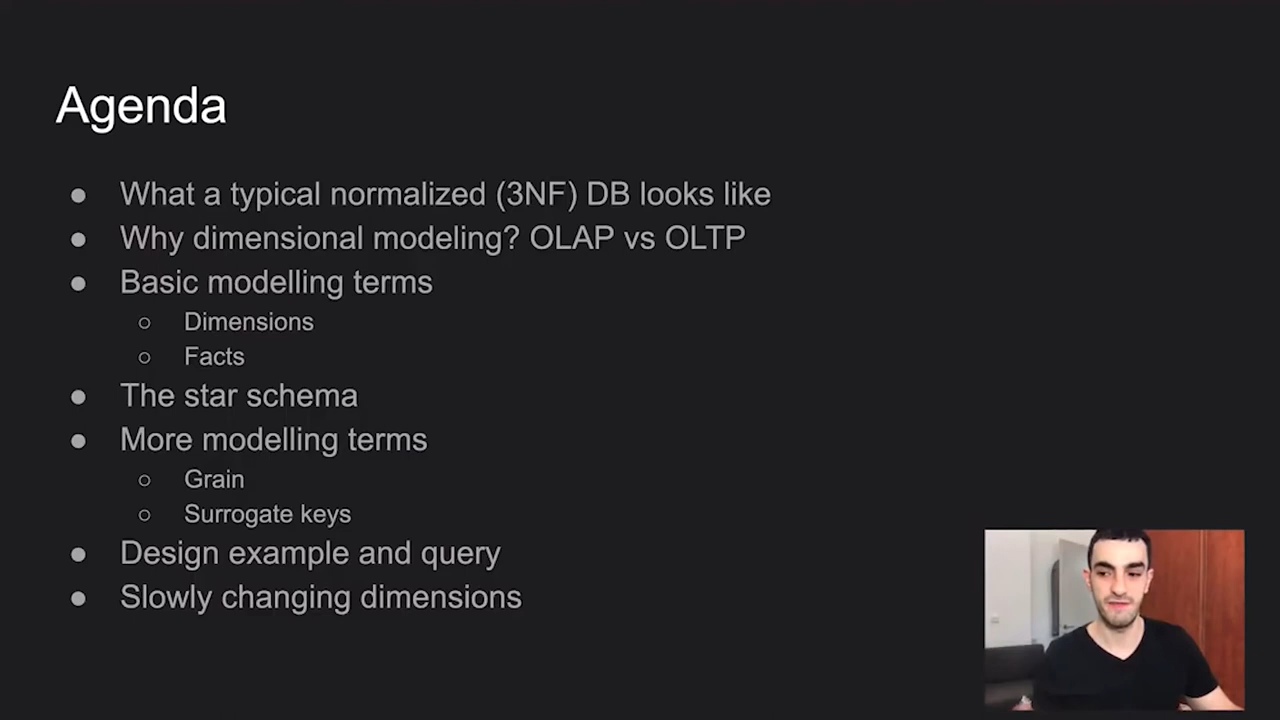 Agenda
● What a typical normalized (3NF) DB looks like
● Why dimensional modeling? OLAP vs OLTP
● Basic modelling terms
○ Dimensions
○ Facts
● The star schema
● More modelling terms
○ Grain
○ Surrogate keys
● Design example and query
● Slowly changing dimensions